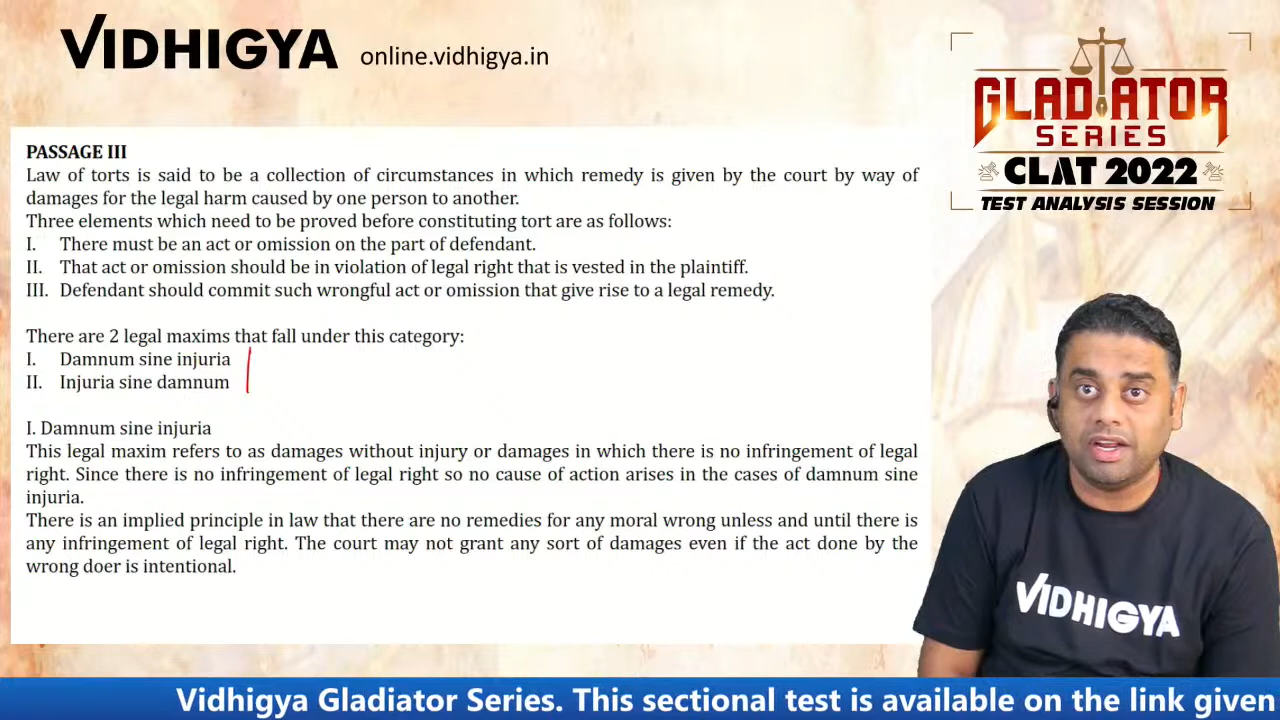 VIDHIGYA online.vidhigya.in
GLADIATOR
SERIES
CLAT 2022
TEST ANALYSIS SESSION
PASSAGE III
Law of torts is said to be a collection of circumstances in which remedy is given by the court by way of
damages for the legal harm caused by one person to another.
Three elements which need to be proved before constituting tort are as follows:
I. There must be an act or omission on the part of defendant.
II. That act or omission should be in violation of legal right that is vested in the plaintiff.
III. Defendant should commit such wrongful act or omission that give rise to a legal remedy.
There are 2 legal maxims that fall under this category:
I. Damnum sine injuria
II. Injuria sine damnum
I. Damnum sine injuria
This legal maxim refers to as damages without injury or damages in which there is no infringement of legal
right. Since there is no infringement of legal right so no cause of action arises in the cases of damnum sine
injuria.
There is an implied principle in law that there are no remedies for any moral wrong unless and until there is
any infringement of legal right. The court may not grant any sort of damages even if the act done by the
wrong doer is intentional.
VIDHIGYA
Vidhigya Gladiator Series. This sectional test is available on the link given